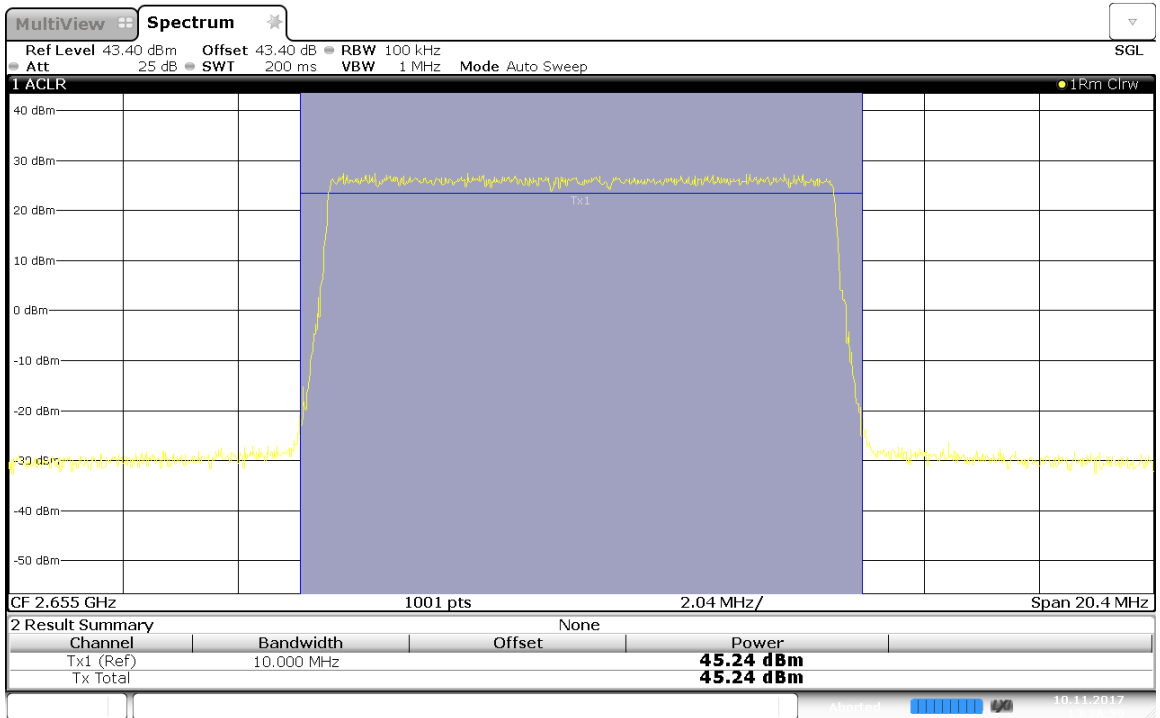 MultiView Spectrum
Ref Level 43.40 dBm Offset 43.40 dB RBW 100 kHz SGL
Att 25 dB SWT 200 ms VBW 1 MHz Mode Auto Sweep
1 ACLR 1Rm Clrw
40 dBm
30 dBm
Tx1
20 dBm
10 dBm
0 dBm
-10 dBm
-20 dBm
-30 dBm
-40 dBm
-50 dBm
CF 2.655 GHz 1001 pts 2.04 MHz/ Span 20.4 MHz
2 Result Summary None
Channel Bandwidth Offset Power
Tx1 (Ref) 10.000 MHz 45.24 dBm
Tx Total 45.24 dBm
Aborted 10.11.2017